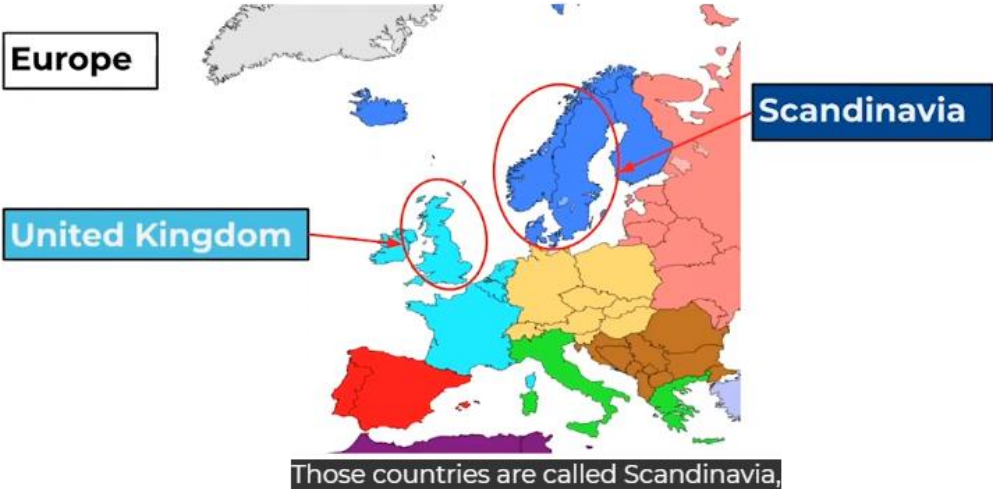 Europe
Scandinavia
United Kingdom
Those countries are called Scandinavia,